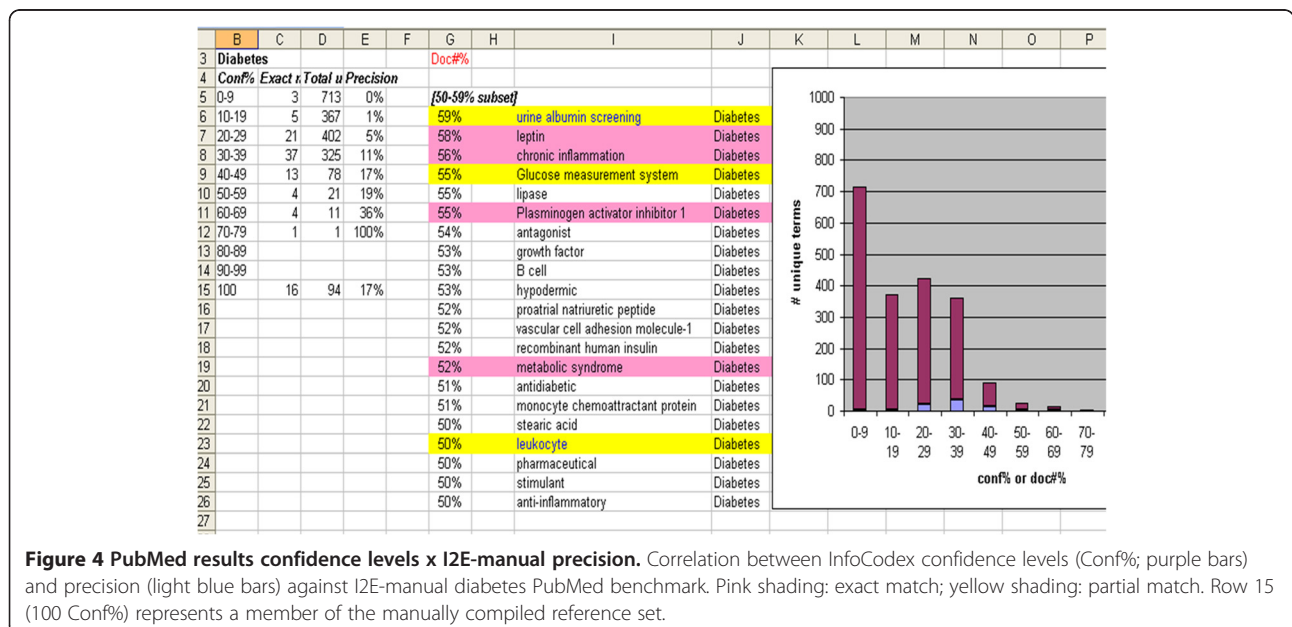 B C D E F G H I J K L M N O P
3 Diabetes Doc#%
4 Conf% Exact r Total u Precision
5 0-9 3 713 0% [50-59% subset]
6 10-19 5 367 1% 59% urine albumin screening Diabetes
7 20-29 21 402 5% 58% leptin Diabetes
8 30-39 37 325 11% 56% chronic inflammation Diabetes
9 40-49 13 78 17% 55% Glucose measurement system Diabetes
10 50-59 4 21 19% 55% lipase Diabetes
11 60-69 4 11 36% 55% Plasminogen activator inhibitor 1 Diabetes
12 70-79 1 1 100% 54% antagonist Diabetes
13 80-89 53% growth factor Diabetes
14 90-99 53% B cell Diabetes
15 100 16 94 17% 53% hypodermic Diabetes
16 52% proatrial natriuretic peptide Diabetes
17 52% vascular cell adhesion molecule-1 Diabetes
18 52% recombinant human insulin Diabetes
19 52% metabolic syndrome Diabetes
20 51% antidiabetic Diabetes
21 51% monocyte chemoattractant protein Diabetes
22 50% stearic acid Diabetes
23 50% leukocyte Diabetes
24 50% pharmaceutical Diabetes
25 50% stimulant Diabetes
26 50% anti-inflammatory Diabetes
27
# unique terms
1000
900
800
700
600
500
400
300
200
100
0
0-9 10- 20- 30- 40- 50- 60- 70-
19 29 39 49 59 69 79
conf% or doc#%
Figure 4 PubMed results confidence levels x I2E-manual precision. Correlation between InfoCodex confidence levels (Conf%; purple bars)
and precision (light blue bars) against I2E-manual diabetes PubMed benchmark. Pink shading: exact match; yellow shading: partial match. Row 15
(100 Conf%) represents a member of the manually compiled reference set.